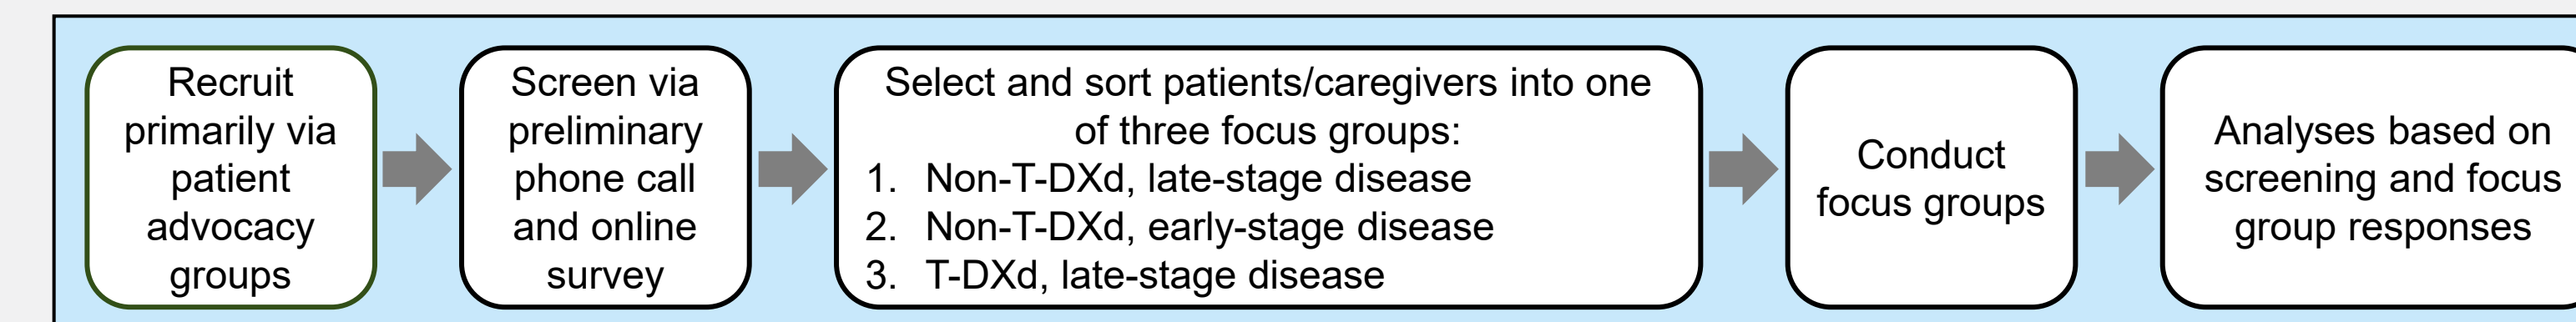 Recruit
primarily via
patient
advocacy
groups
Screen via
preliminary
phone call
and online
survey
Select and sort patients/caregivers into one
of three focus groups:
1. Non-T-DXd, late-stage disease
2. Non-T-DXd, early-stage disease
3. T-DXd, late-stage disease
Conduct
focus groups
Analyses based on
screening and focus
group responses